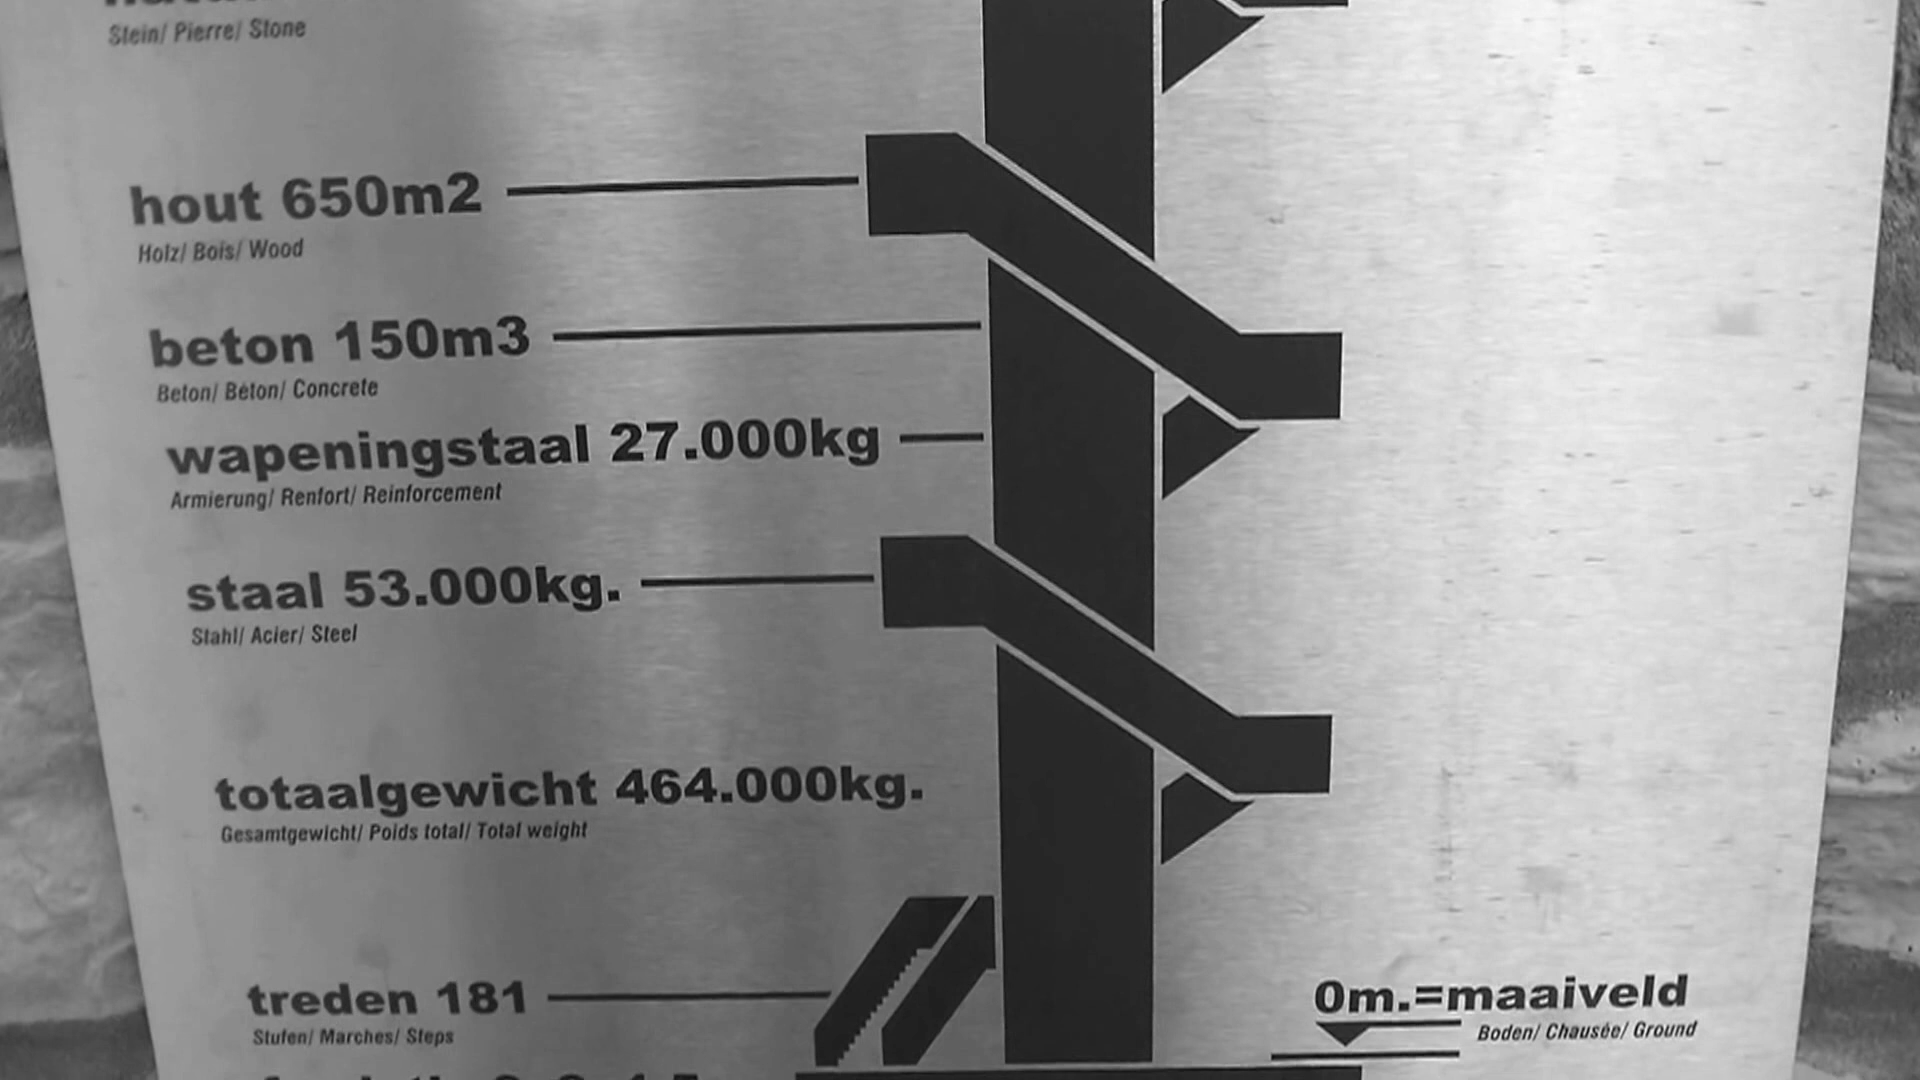 Stein/ Pierre/ Stone
hout 650m2
Holz/ Bois/ Wood
beton 150m3
Beton/ Béton/ Concrete
wapeningstaal 27.000kg
Armierung/ Renfort/ Reinforcement
staal 53.000kg.
Stahl/ Acier/ Steel
totaalgewicht 464.000kg.
Gesamtgewicht/ Poids total/ Total weight
treden 181
Stufen/ Marches/ Steps
0m.=maaiveld
Boden/ Chausée/ Ground